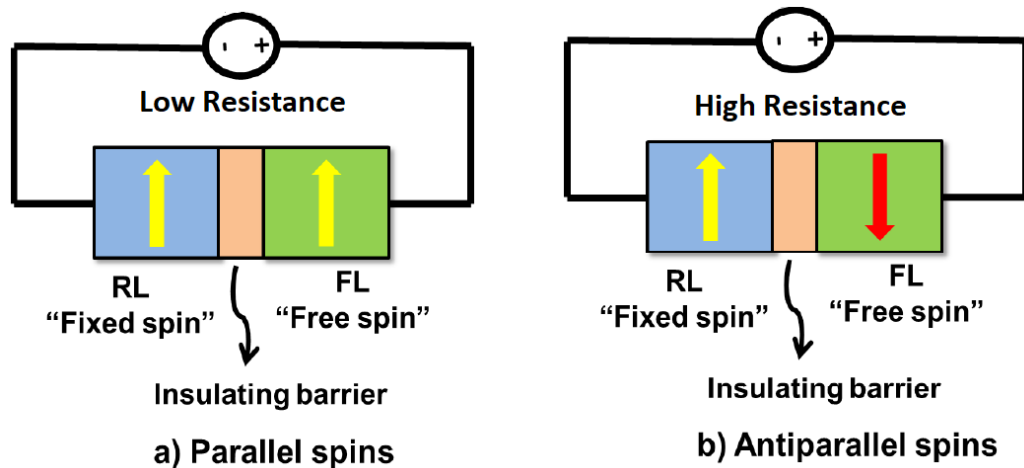 - +
Low Resistance
RL
“Fixed spin”
FL
“Free spin”
Insulating barrier
a) Parallel spins
- +
High Resistance
RL
“Fixed spin”
FL
“Free spin”
Insulating barrier
b) Antiparallel spins